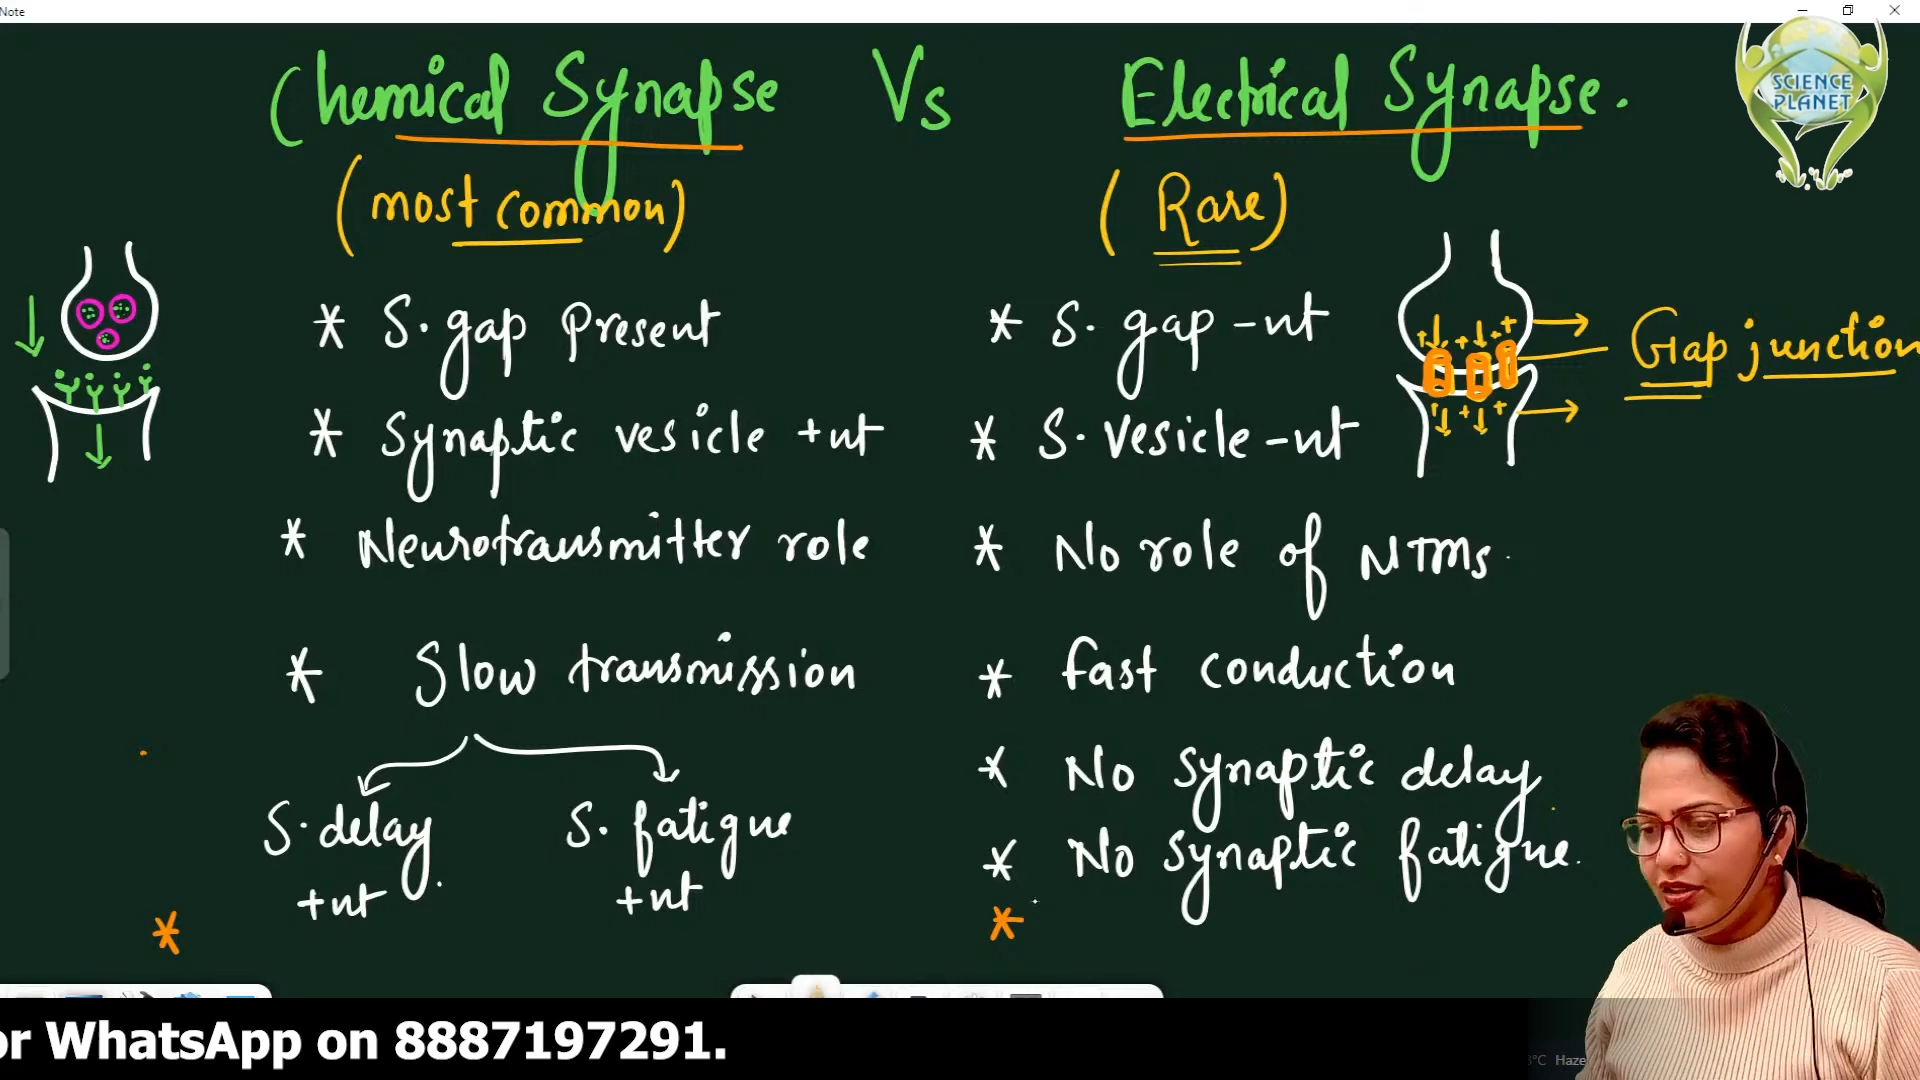 Note
SCIENCE
PLANET
Chemical Synapse Vs Electrical Synapse.
(most common)
(Rare)
* S. gap present
* S. gap -nt
Gap junction
* Synaptic vesicle +nt
* S. vesicle -nt
* Neurotransmitter role
* No role of NTMs.
* Slow transmission
* fast conduction
S. delay +nt
S. fatigue +nt
* No synaptic delay
* No synaptic fatigue.
*
*
or WhatsApp on 8887197291.
3°C Haze